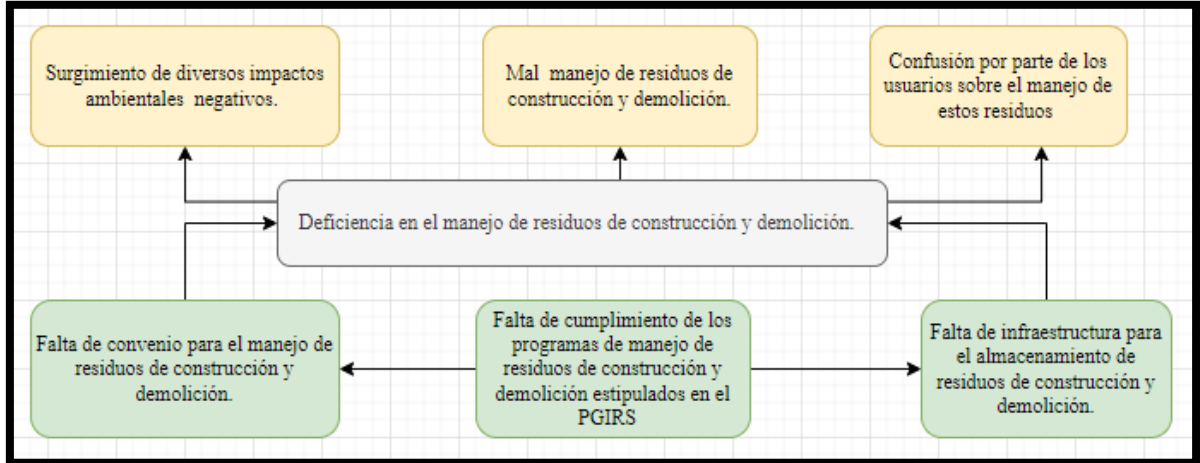 Surgimiento de diversos impactos
ambientales negativos.
Mal manejo de residuos de
construcción y demolición.
Confusión por parte de los
usuarios sobre el manejo de
estos residuos
Deficiencia en el manejo de residuos de construcción y demolición.
Falta de convenio para el manejo de
residuos de construcción y
demolición.
Falta de cumplimiento de los
programas de manejo de
residuos de construcción y
demolición estipulados en el
PGIRS
Falta de infraestructura para
el almacenamiento de
residuos de construcción y
demolición.